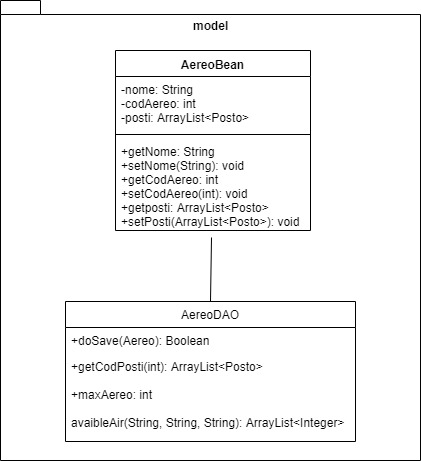 model
AereoBean
-nome: String
-codAereo: int
-posti: ArrayList<Posto>
+getNome: String
+setNome(String): void
+getCodAereo: int
+setCodAereo(int): void
+getposti: ArrayList<Posto>
+setPosti(ArrayList<Posto>): void
AereoDAO
+doSave(Aereo): Boolean
+getCodPosti(int): ArrayList<Posto>
+maxAereo: int
avaibleAir(String, String, String): ArrayList<Integer>